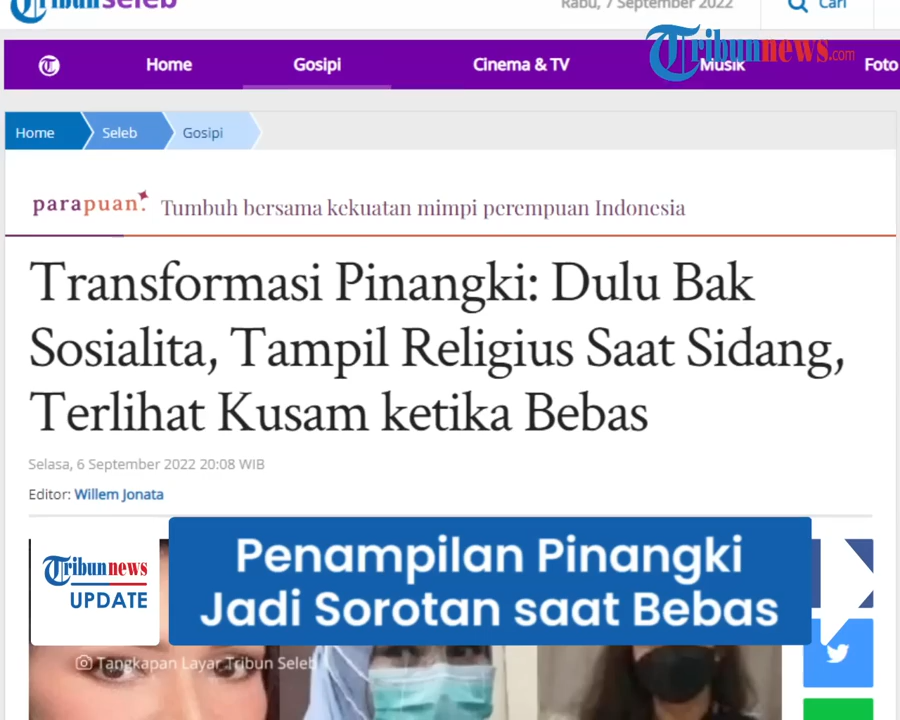 Tribun Seleb
Rabu, 7 September 2022
Cari
Tribunnews.com
Home
Gosipi
Cinema & TV
Musik
Foto
Home
Seleb
Gosipi
parapuan.
Tumbuh bersama kekuatan mimpi perempuan Indonesia
Transformasi Pinangki: Dulu Bak
Sosialita, Tampil Religius Saat Sidang,
Terlihat Kusam ketika Bebas
Selasa, 6 September 2022 20:08 WIB
Editor: Willem Jonata
Tribunnews
UPDATE
Penampilan Pinangki
Jadi Sorotan saat Bebas
Tangkapan Layar Tribun Seleb